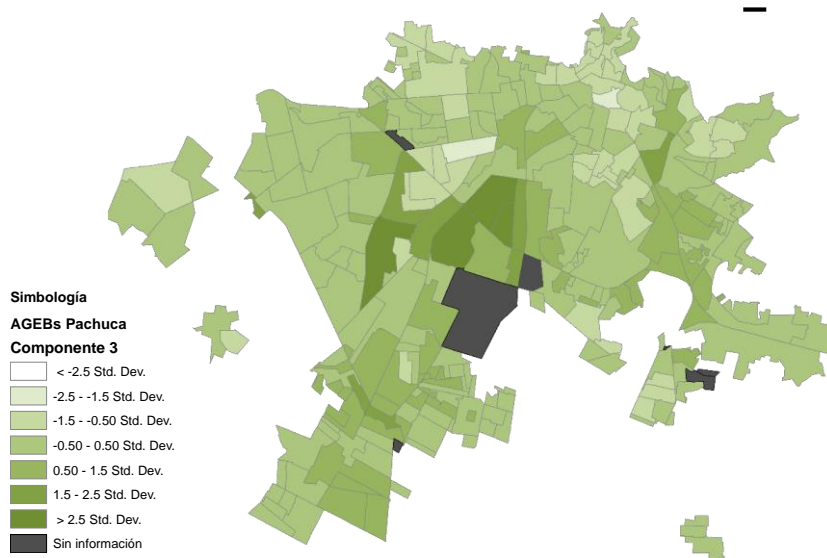 Simbología
AGEBs Pachuca
Componente 3
< -2.5 Std. Dev.
-2.5 - -1.5 Std. Dev.
-1.5 - -0.50 Std. Dev.
-0.50 - 0.50 Std. Dev.
0.50 - 1.5 Std. Dev.
1.5 - 2.5 Std. Dev.
> 2.5 Std. Dev.
Sin información